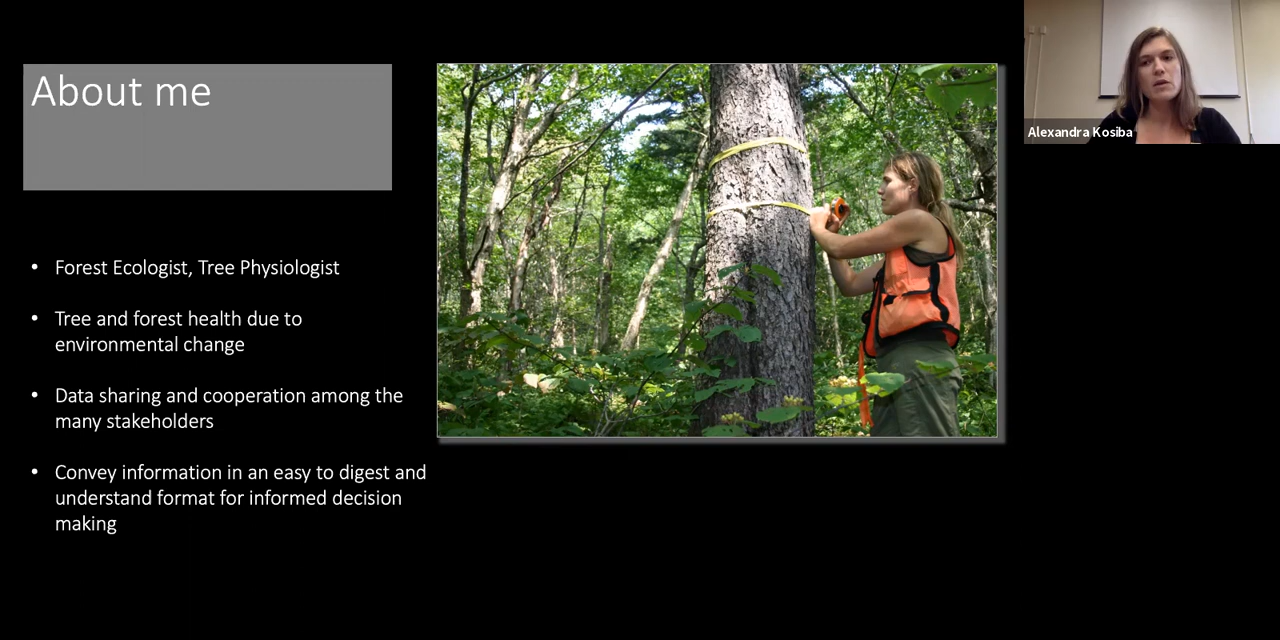 About me
Alexandra Kosiba
• Forest Ecologist, Tree Physiologist
• Tree and forest health due to
environmental change
• Data sharing and cooperation among the
many stakeholders
• Convey information in an easy to digest and
understand format for informed decision
making